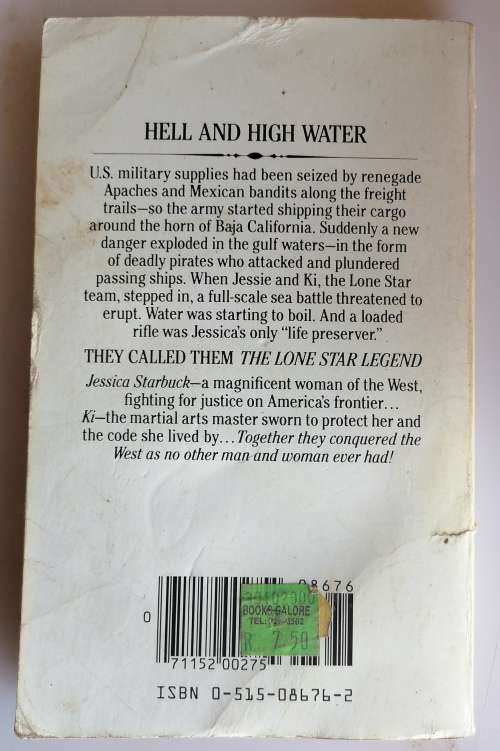 HELL AND HIGH WATER
U.S. military supplies had been seized by renegade
Apaches and Mexican bandits along the freight
trails—so the army started shipping their cargo
around the horn of Baja California. Suddenly a new
danger exploded in the gulf waters—in the form
of deadly pirates who attacked and plundered
passing ships. When Jessie and Ki, the Lone Star
team, stepped in, a full-scale sea battle threatened to
erupt. Water was starting to boil. And a loaded
rifle was Jessica's only “life preserver.”
THEY CALLED THEM THE LONE STAR LEGEND
Jessica Starbuck—a magnificent woman of the West,
fighting for justice on America's frontier...
Ki—the martial arts master sworn to protect her and
the code she lived by...Together they conquered the
West as no other man and woman ever had!
08676
BOOKS GALORE
TEL:
R 7.50
0
71152 00275
ISBN 0-515-08676-2